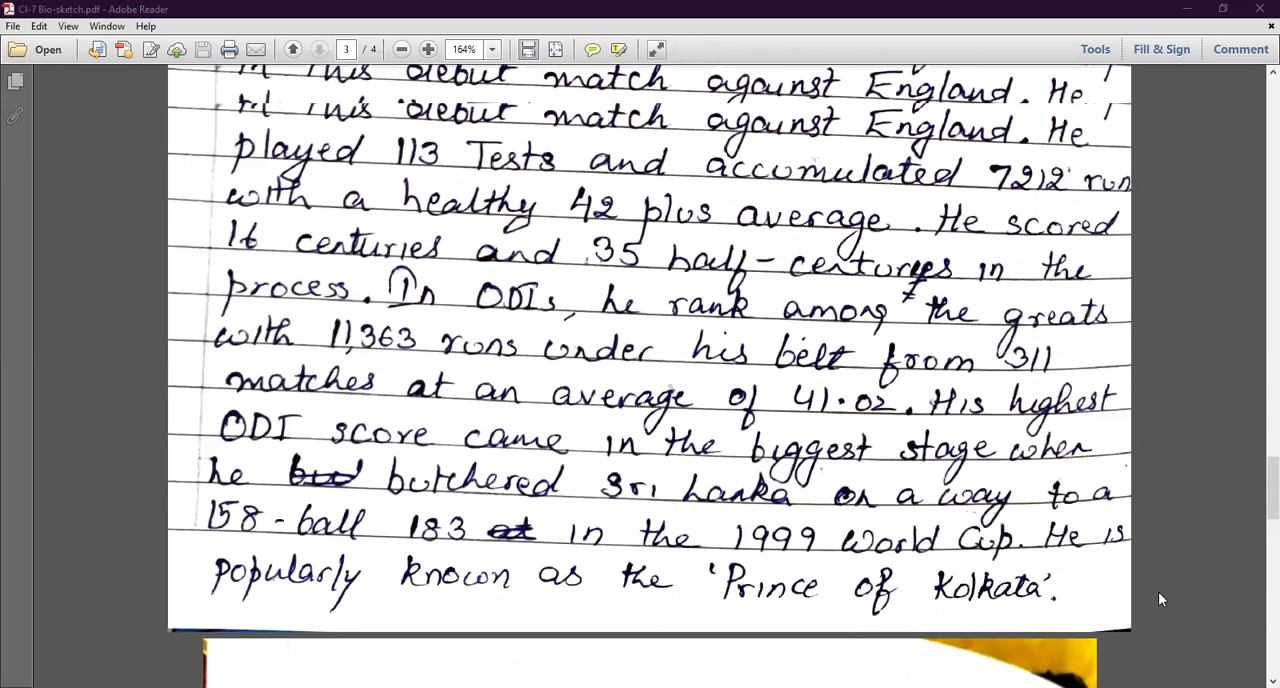 CI-7 Bio-sketch.pdf - Adobe Reader
File Edit View Window Help
Open 3 / 4 164% Tools Fill & Sign Comment
debut match against England. He
debut match against England. He
played 113 Tests and accumulated 7212 run
with a healthy 42 plus average. He scored
16 centuries and 35 half-centuries in the
process. In ODIs, he rank among the greats
with 11,363 runs under his belt from 311
matches at an average of 41.02. His highest
ODI score came in the biggest stage when
he butchered Sri Lanka on a way to a
158-ball 183 in the 1999 World Cup. He is
popularly known as the 'Prince of Kolkata'.